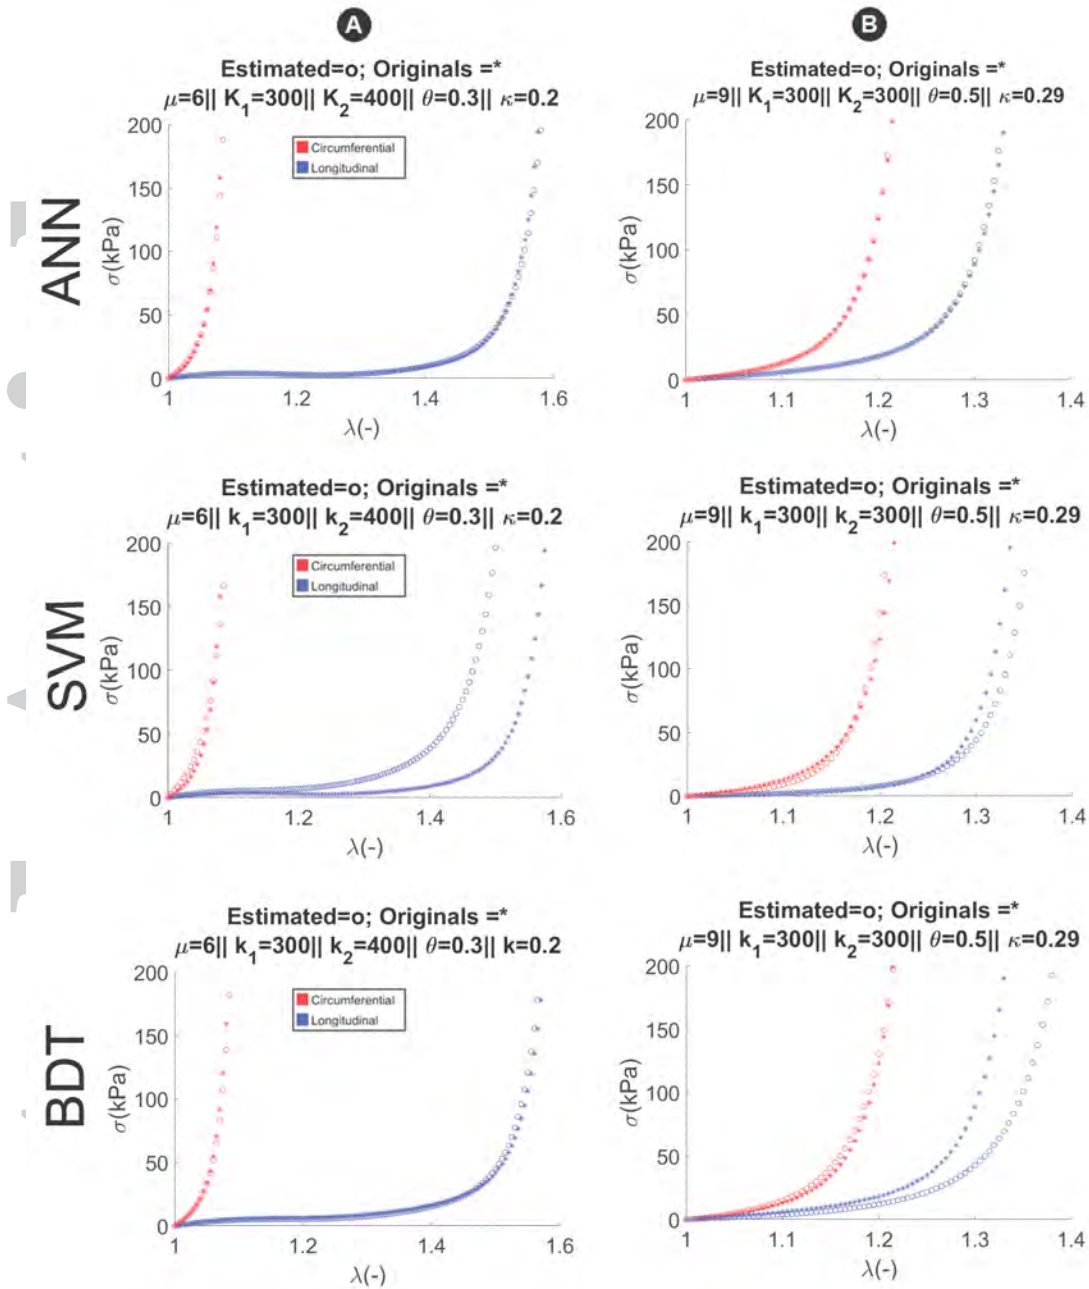 A
B
ANN
Estimated=o; Originals =*
μ=6|| K₁=300|| K₂=400|| θ=0.3|| κ=0.2
200
150
100
50
0
σ(kPa)
Circumferential
Longitudinal
1 1.2 1.4 1.6
λ(-)
Estimated=o; Originals =*
μ=9|| K₁=300|| K₂=300|| θ=0.5|| κ=0.29
200
150
100
50
0
σ(kPa)
1 1.1 1.2 1.3 1.4
λ(-)
SVM
Estimated=o; Originals =*
μ=6|| k₁=300|| k₂=400|| θ=0.3|| κ=0.2
200
150
100
50
0
σ(kPa)
Circumferential
Longitudinal
1 1.2 1.4 1.6
λ(-)
Estimated=o; Originals =*
μ=9|| k₁=300|| k₂=300|| θ=0.5|| κ=0.29
200
150
100
50
0
σ(kPa)
1 1.1 1.2 1.3 1.4
λ(-)
BDT
Estimated=o; Originals =*
μ=6|| k₁=300|| k₂=400|| θ=0.3|| k=0.2
200
150
100
50
0
σ(kPa)
Circumferential
Longitudinal
1 1.2 1.4 1.6
λ(-)
Estimated=o; Originals =*
μ=9|| k₁=300|| k₂=300|| θ=0.5|| κ=0.29
200
150
100
50
0
σ(kPa)
1 1.1 1.2 1.3 1.4
λ(-)